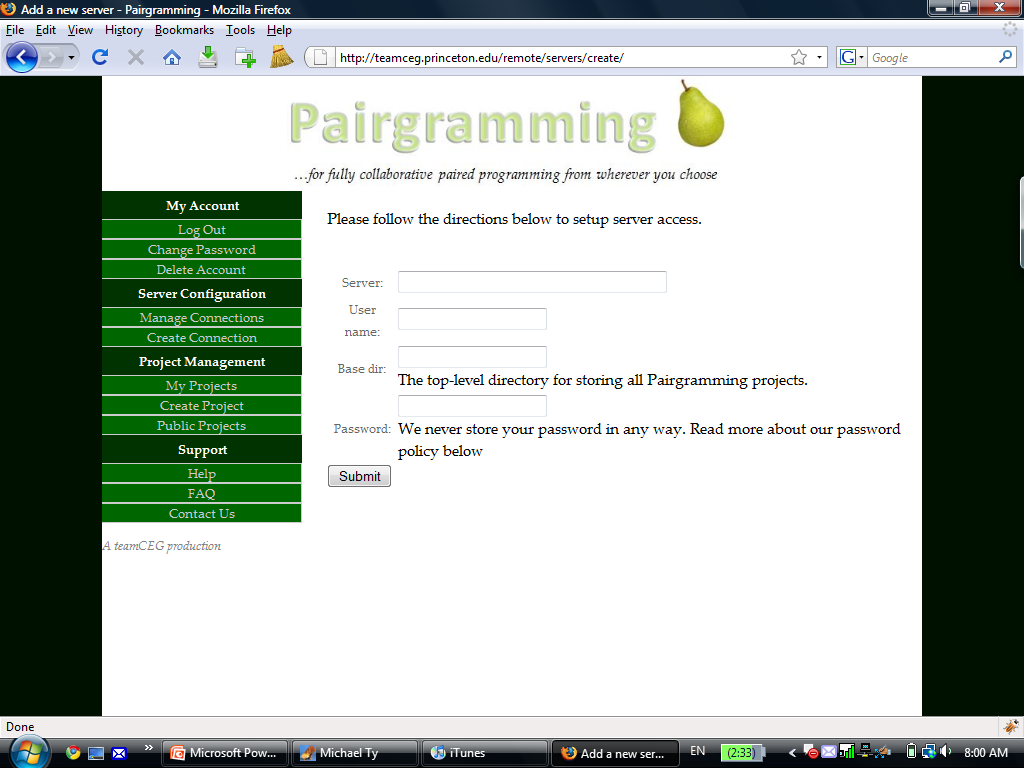 Add a new server - Pairgramming - Mozilla Firefox
File Edit View History Bookmarks Tools Help
http://teamceg.princeton.edu/remote/servers/create/
G
Google
Pairgramming
...for fully collaborative paired programming from wherever you choose
My Account
Log Out
Change Password
Delete Account
Server Configuration
Manage Connections
Create Connection
Project Management
My Projects
Create Project
Public Projects
Support
Help
FAQ
Contact Us
A teamCEG production
Please follow the directions below to setup server access.
Server:
User
name:
Base dir:
The top-level directory for storing all Pairgramming projects.
Password:
We never store your password in any way. Read more about our password
policy below
Submit
Done
Microsoft Pow...
Michael Ty
iTunes
Add a new ser...
EN
(2:33)
8:00 AM